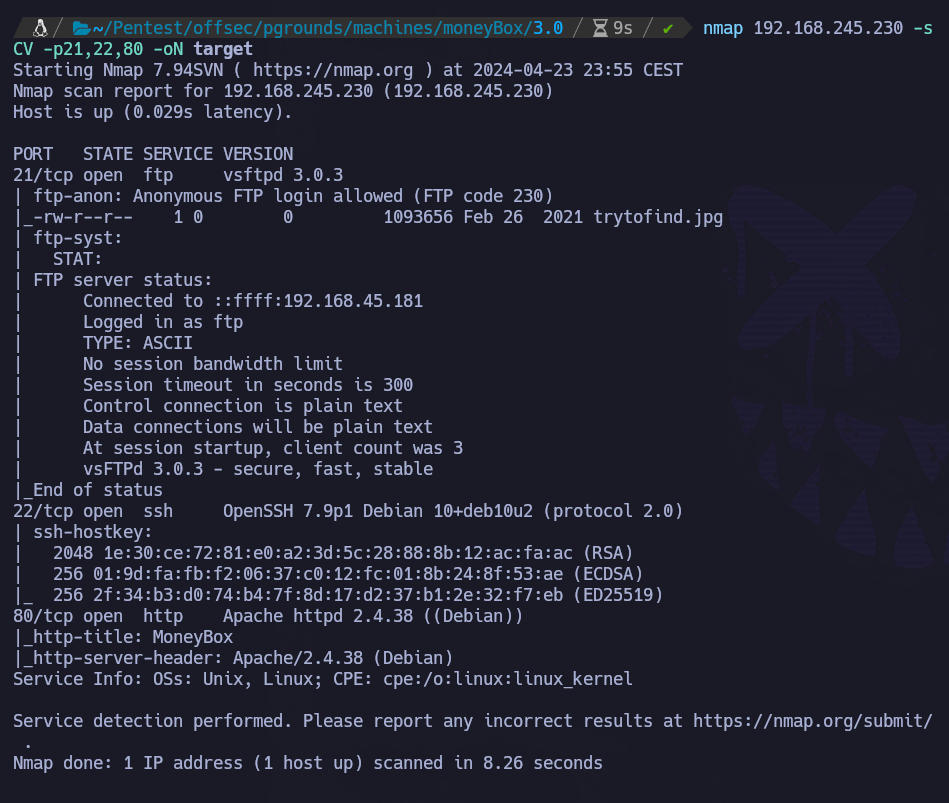 ~/Pentest/offsec/pgrounds/machines/moneyBox/3.0 / 9s / ✔ nmap 192.168.245.230 -s
CV -p21,22,80 -oN target
Starting Nmap 7.94SVN ( https://nmap.org ) at 2024-04-23 23:55 CEST
Nmap scan report for 192.168.245.230 (192.168.245.230)
Host is up (0.029s latency).

PORT   STATE SERVICE VERSION
21/tcp open  ftp     vsftpd 3.0.3
| ftp-anon: Anonymous FTP login allowed (FTP code 230)
|_-rw-r--r--    1 0        0         1093656 Feb 26  2021 trytofind.jpg
| ftp-syst:
|   STAT:
| FTP server status:
|      Connected to ::ffff:192.168.45.181
|      Logged in as ftp
|      TYPE: ASCII
|      No session bandwidth limit
|      Session timeout in seconds is 300
|      Control connection is plain text
|      Data connections will be plain text
|      At session startup, client count was 3
|      vsFTPd 3.0.3 - secure, fast, stable
|_End of status
22/tcp open  ssh     OpenSSH 7.9p1 Debian 10+deb10u2 (protocol 2.0)
| ssh-hostkey:
|   2048 1e:30:ce:72:81:e0:a2:3d:5c:28:88:8b:12:ac:fa:ac (RSA)
|   256 01:9d:fa:fb:f2:06:37:c0:12:fc:01:8b:24:8f:53:ae (ECDSA)
|_  256 2f:34:b3:d0:74:b4:7f:8d:17:d2:37:b1:2e:32:f7:eb (ED25519)
80/tcp open  http    Apache httpd 2.4.38 ((Debian))
|_http-title: MoneyBox
|_http-server-header: Apache/2.4.38 (Debian)
Service Info: OSs: Unix, Linux; CPE: cpe:/o:linux:linux_kernel

Service detection performed. Please report any incorrect results at https://nmap.org/submit/
 .
Nmap done: 1 IP address (1 host up) scanned in 8.26 seconds